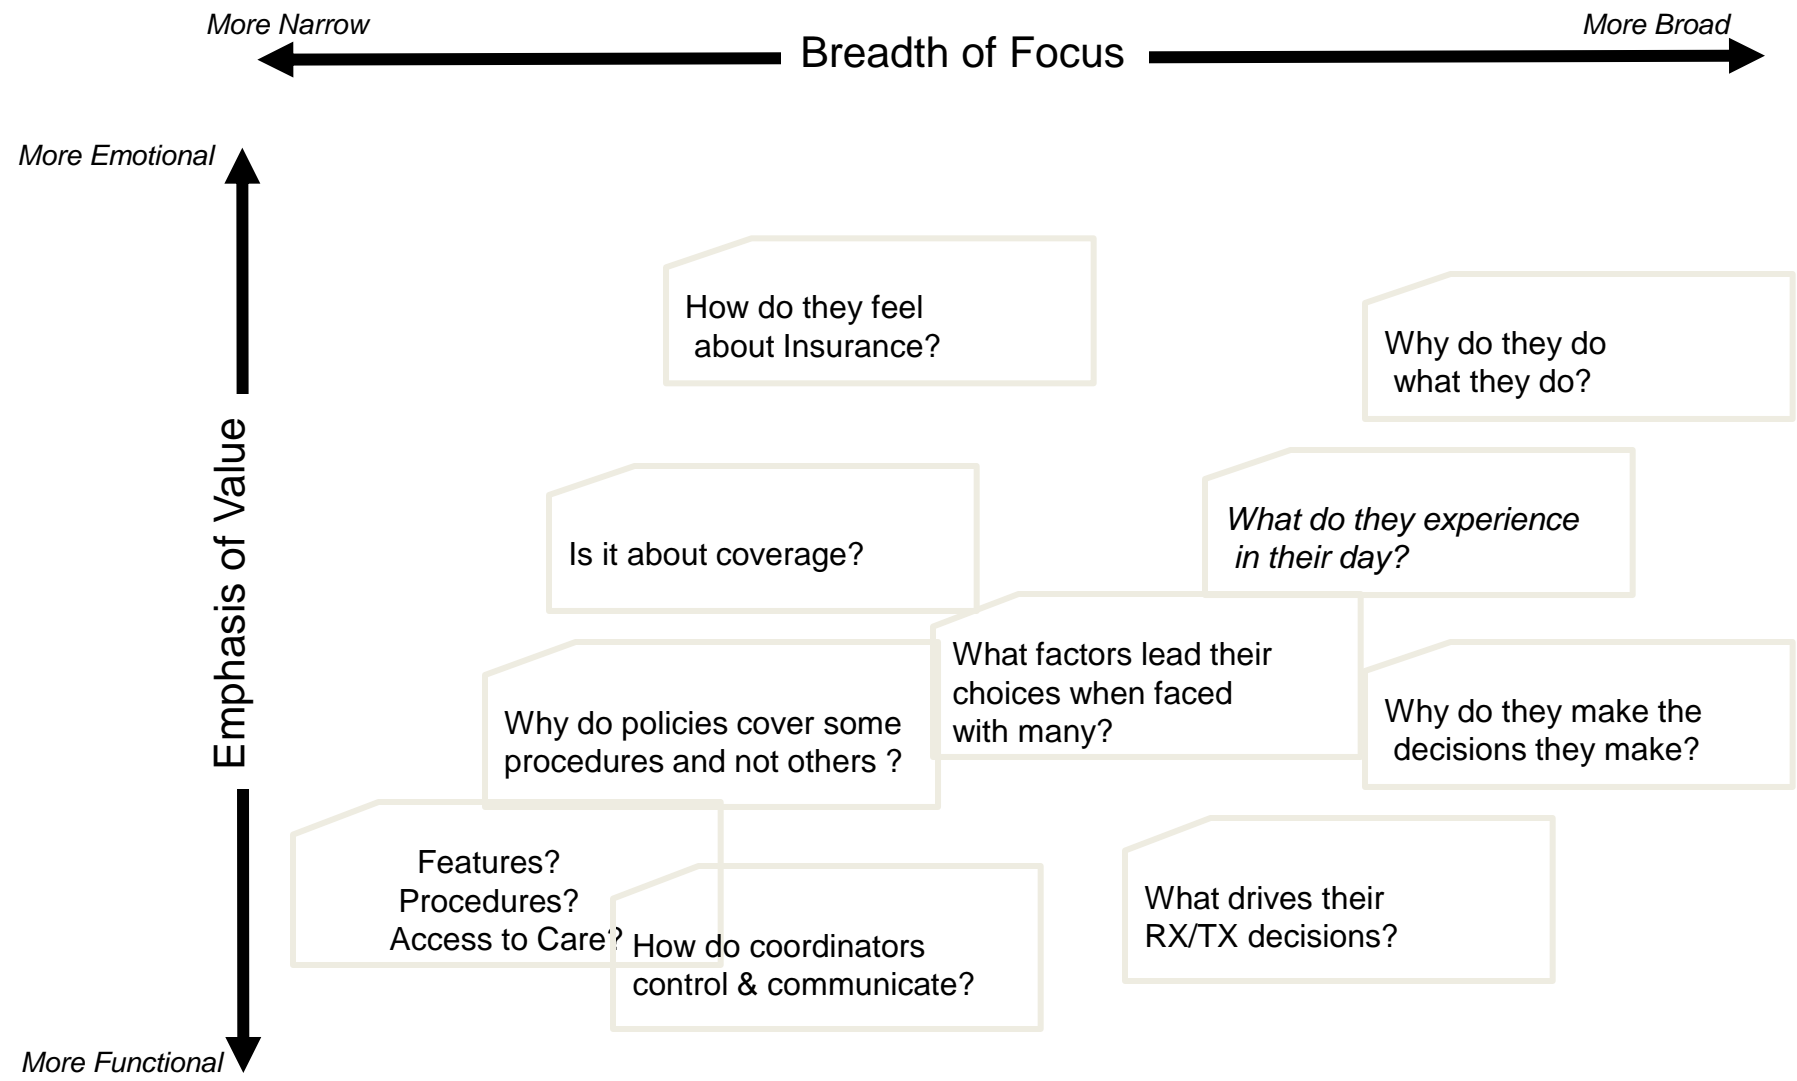 More Narrow
More Broad
Breadth of Focus
More Emotional
Emphasis of Value
More Functional
How do they feel
about Insurance?
Why do they do
what they do?
Is it about coverage?
What do they experience
in their day?
What factors lead their
choices when faced
with many?
Why do policies cover some
procedures and not others ?
Why do they make the
decisions they make?
Features?
Procedures?
Access to Care?
How do coordinators
control & communicate?
What drives their
RX/TX decisions?